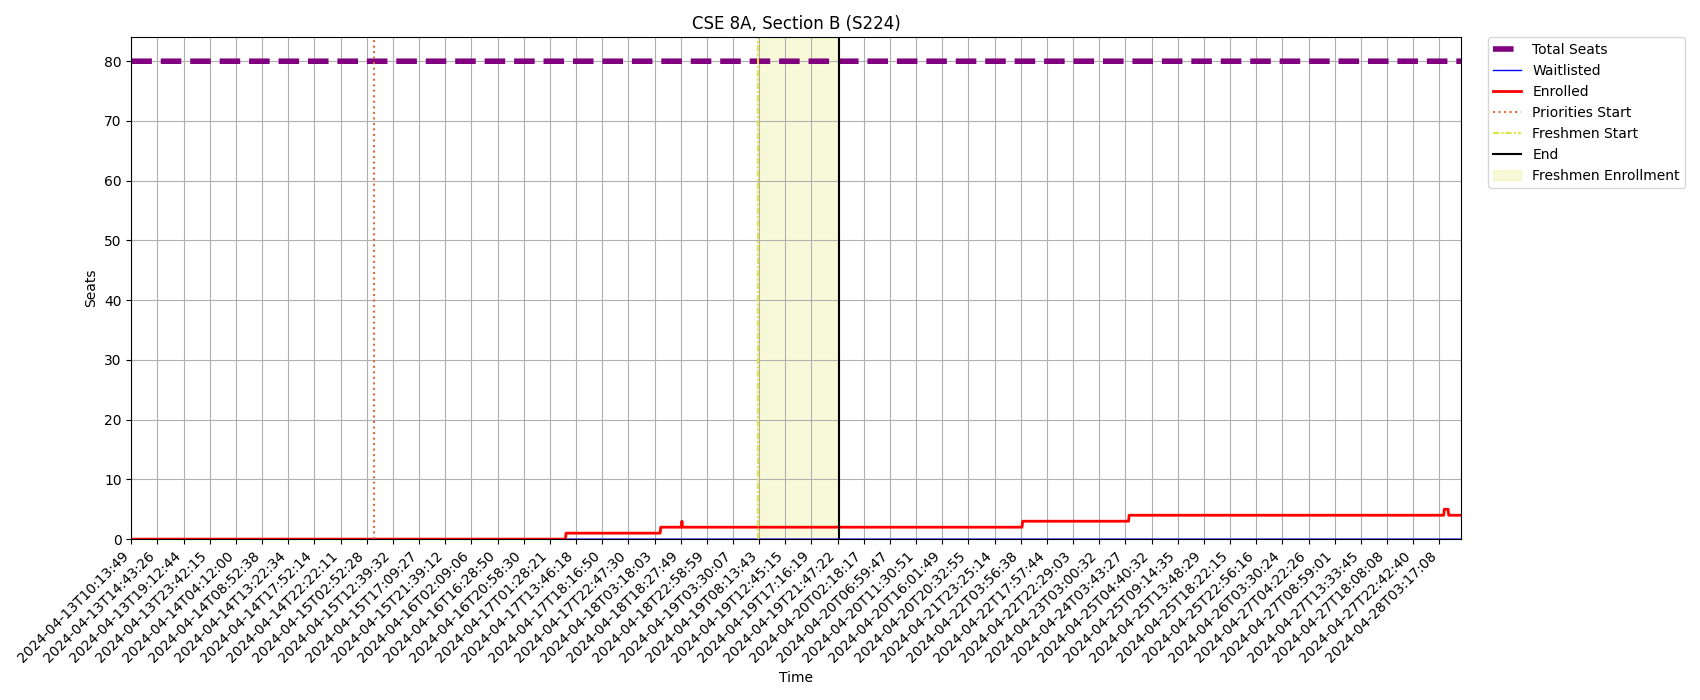 CSE 8A, Section B (S224)
Total Seats
Waitlisted
Enrolled
Priorities Start
Freshmen Start
End
Freshmen Enrollment
Seats
80
70
60
50
40
30
20
10
0
2024-04-13T10:13:49
2024-04-13T14:43:26
2024-04-13T19:12:44
2024-04-13T23:42:15
2024-04-14T04:12:00
2024-04-14T08:52:38
2024-04-14T13:22:34
2024-04-14T17:52:14
2024-04-14T22:22:11
2024-04-15T02:52:28
2024-04-15T12:39:32
2024-04-15T17:09:27
2024-04-15T21:39:12
2024-04-16T02:09:06
2024-04-16T16:28:50
2024-04-16T20:58:30
2024-04-17T01:28:21
2024-04-17T13:46:18
2024-04-17T18:16:50
2024-04-17T22:47:30
2024-04-18T03:18:03
2024-04-18T18:27:49
2024-04-18T22:58:59
2024-04-19T03:30:07
2024-04-19T08:13:43
2024-04-19T12:45:15
2024-04-19T17:16:19
2024-04-19T21:47:22
2024-04-20T02:18:17
2024-04-20T06:59:47
2024-04-20T11:30:51
2024-04-20T16:01:49
2024-04-20T20:32:55
2024-04-21T23:25:14
2024-04-22T03:56:38
2024-04-22T17:57:44
2024-04-22T22:29:03
2024-04-23T03:00:32
2024-04-24T03:43:27
2024-04-25T04:40:32
2024-04-25T09:14:35
2024-04-25T13:48:29
2024-04-25T18:22:15
2024-04-25T22:56:16
2024-04-26T03:30:24
2024-04-27T04:22:26
2024-04-27T08:59:01
2024-04-27T13:33:45
2024-04-27T18:08:08
2024-04-27T22:42:40
2024-04-28T03:17:08
Time